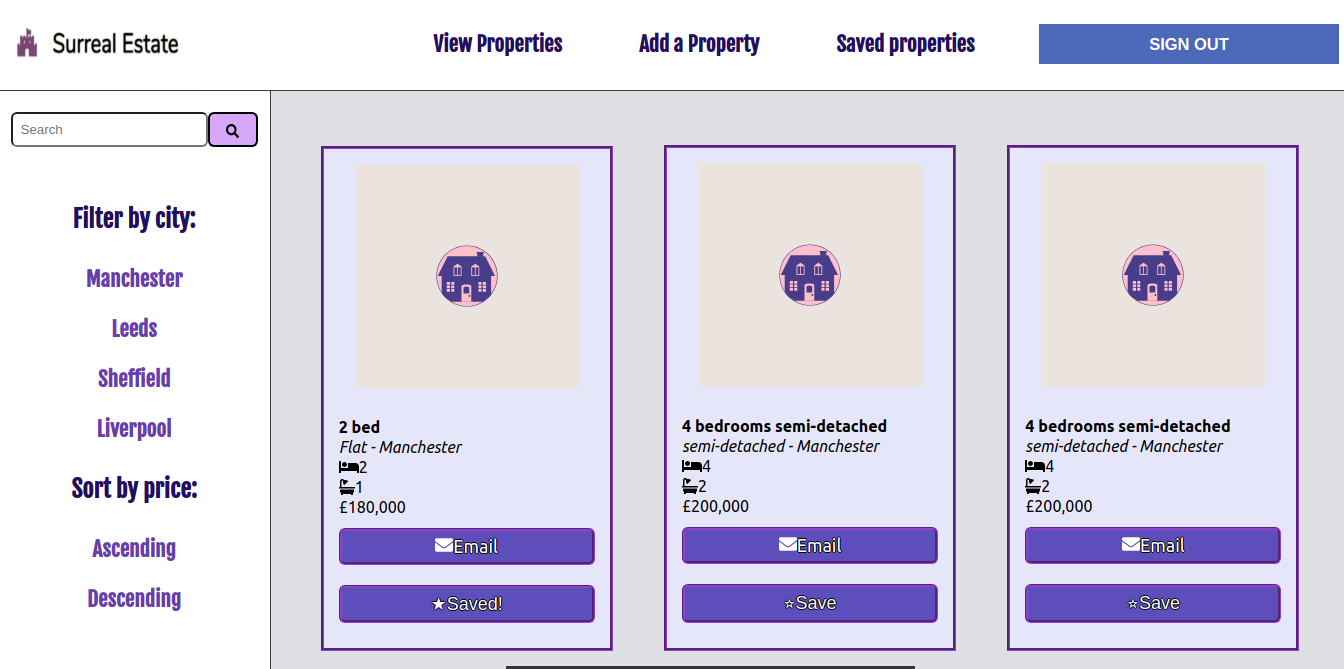 Surreal Estate
View Properties
Add a Property
Saved properties
SIGN OUT
Search
Filter by city:
Manchester
Leeds
Sheffield
Liverpool
Sort by price:
Ascending
Descending
2 bed
Flat - Manchester
2
1
£180,000
Email
★Saved!
4 bedrooms semi-detached
semi-detached - Manchester
4
2
£200,000
Email
☆Save
4 bedrooms semi-detached
semi-detached - Manchester
4
2
£200,000
Email
☆Save